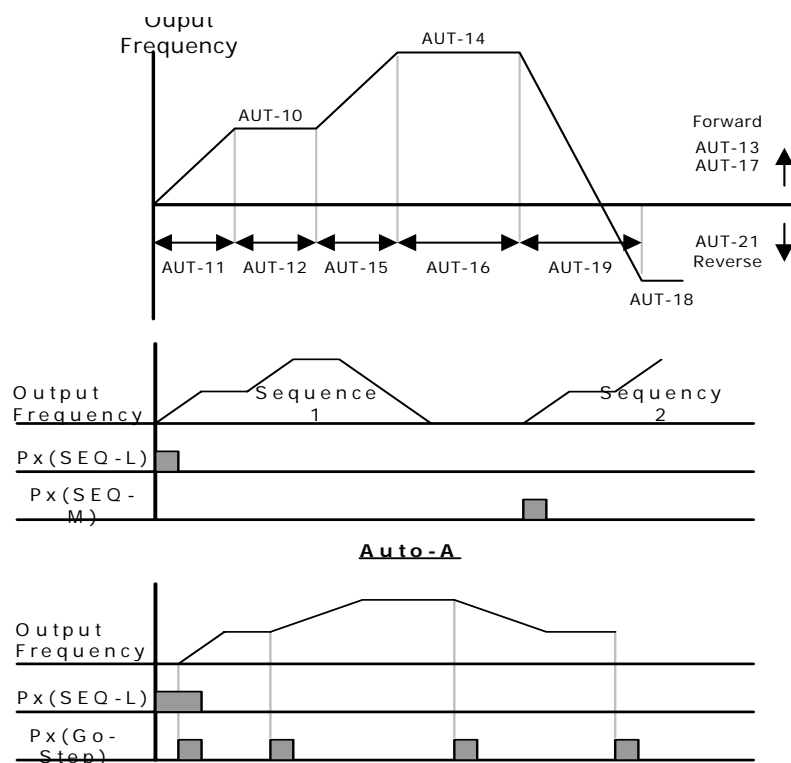 Ouput
Frequency
AUT-14
AUT-10
Forward
AUT-13
AUT-17
AUT-21
Reverse
AUT-11
AUT-12
AUT-15
AUT-16
AUT-19
AUT-18
Output
Frequency
Sequence
1
Sequency
2
Px(SEQ-L)
Px(SEQ-
M)
Auto-A
Output
Frequency
Px(SEQ-L)
Px(Go-
Step)